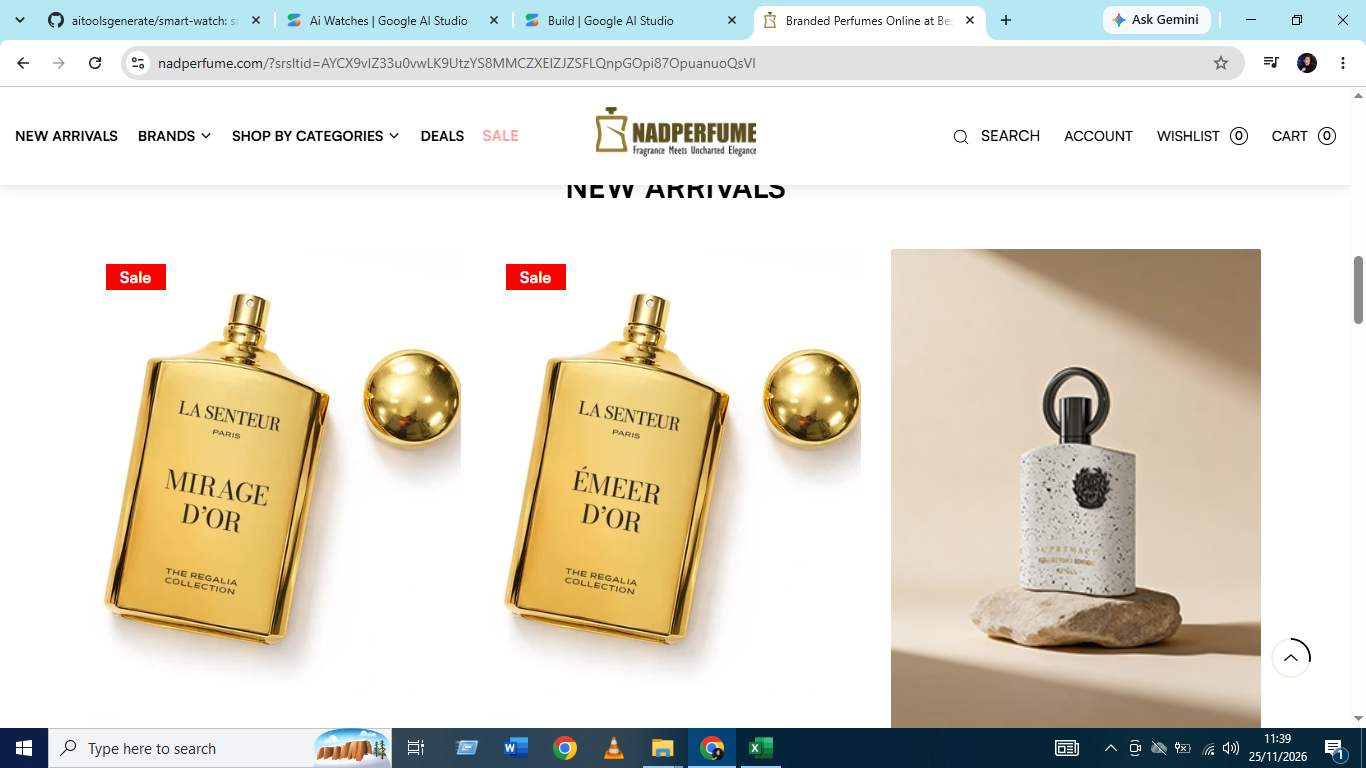 aitoolsgenerate/smart-watch: sm
Ai Watches | Google AI Studio
Build | Google AI Studio
Branded Perfumes Online at Bes
Ask Gemini
nadperfume.com/?srsltid=
NEW ARRIVALS
BRANDS
SHOP BY CATEGORIES
DEALS
SALE
NADPERFUME
Fragrance Meets Uncharted Elegance
SEARCH
ACCOUNT
WISHLIST 0
CART 0
NEW ARRIVALS
Sale
LA SENTEUR
PARIS
MIRAGE
D'OR
THE REGALIA
COLLECTION
Sale
LA SENTEUR
PARIS
ÉMEER
D'OR
THE REGALIA
COLLECTION
SUPREMACY
Type here to search
11:39
25/11/2026
1